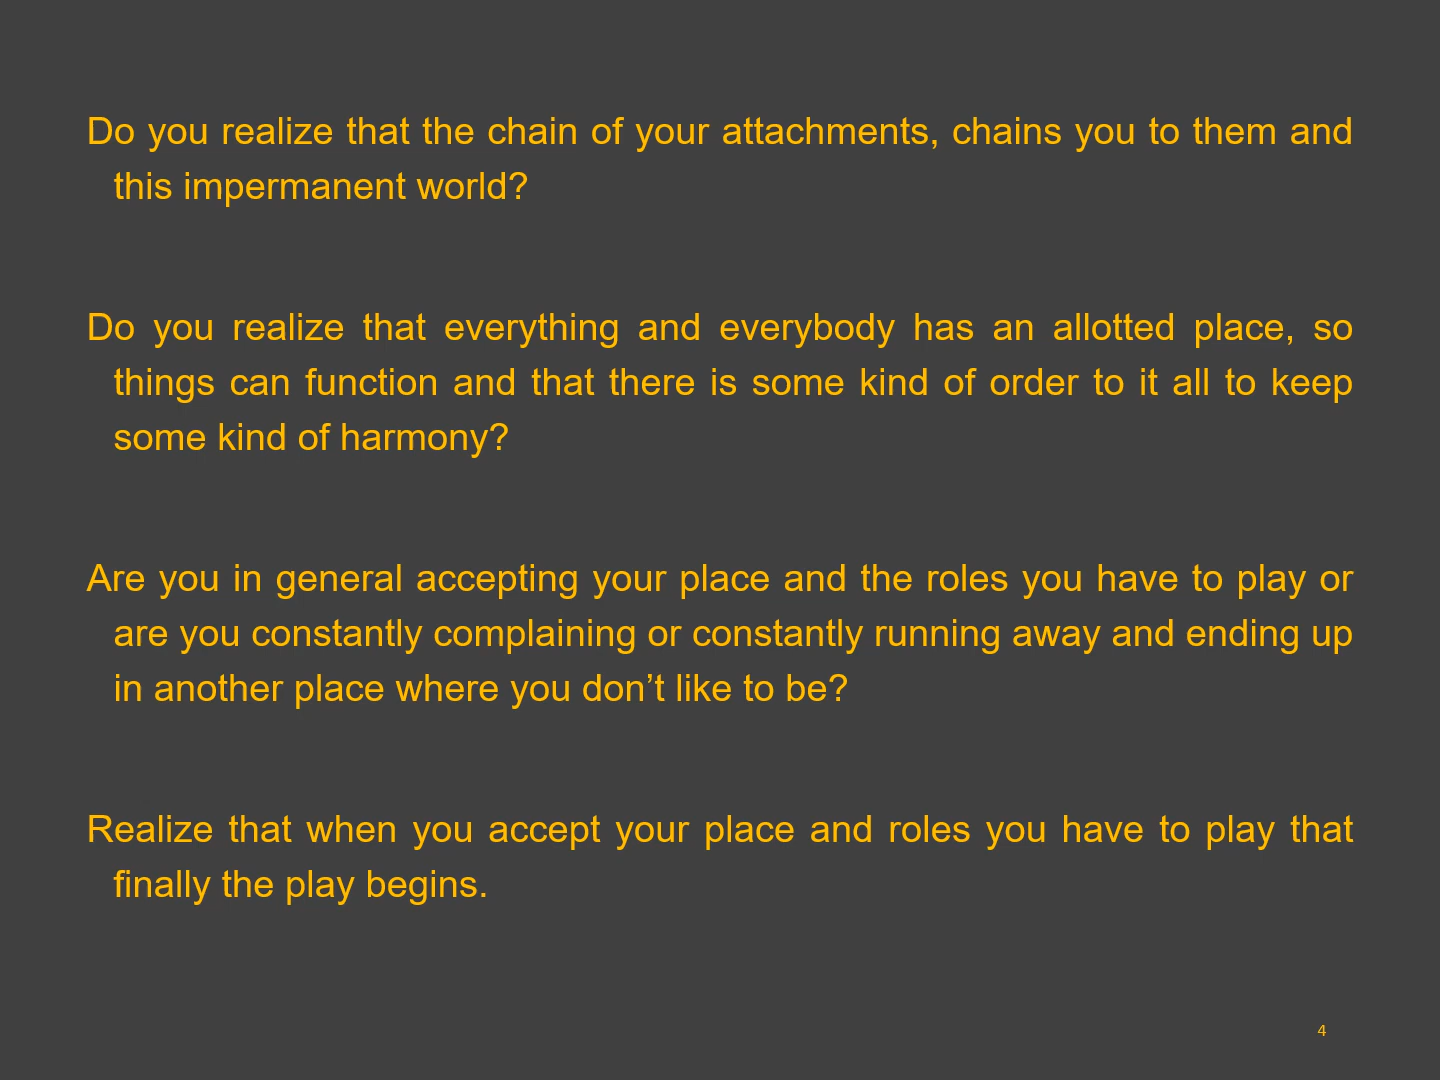 Do you realize that the chain of your attachments, chains you to them and
this impermanent world?
Do you realize that everything and everybody has an allotted place, so
things can function and that there is some kind of order to it all to keep
some kind of harmony?
Are you in general accepting your place and the roles you have to play or
are you constantly complaining or constantly running away and ending up
in another place where you don’t like to be?
Realize that when you accept your place and roles you have to play that
finally the play begins.
4